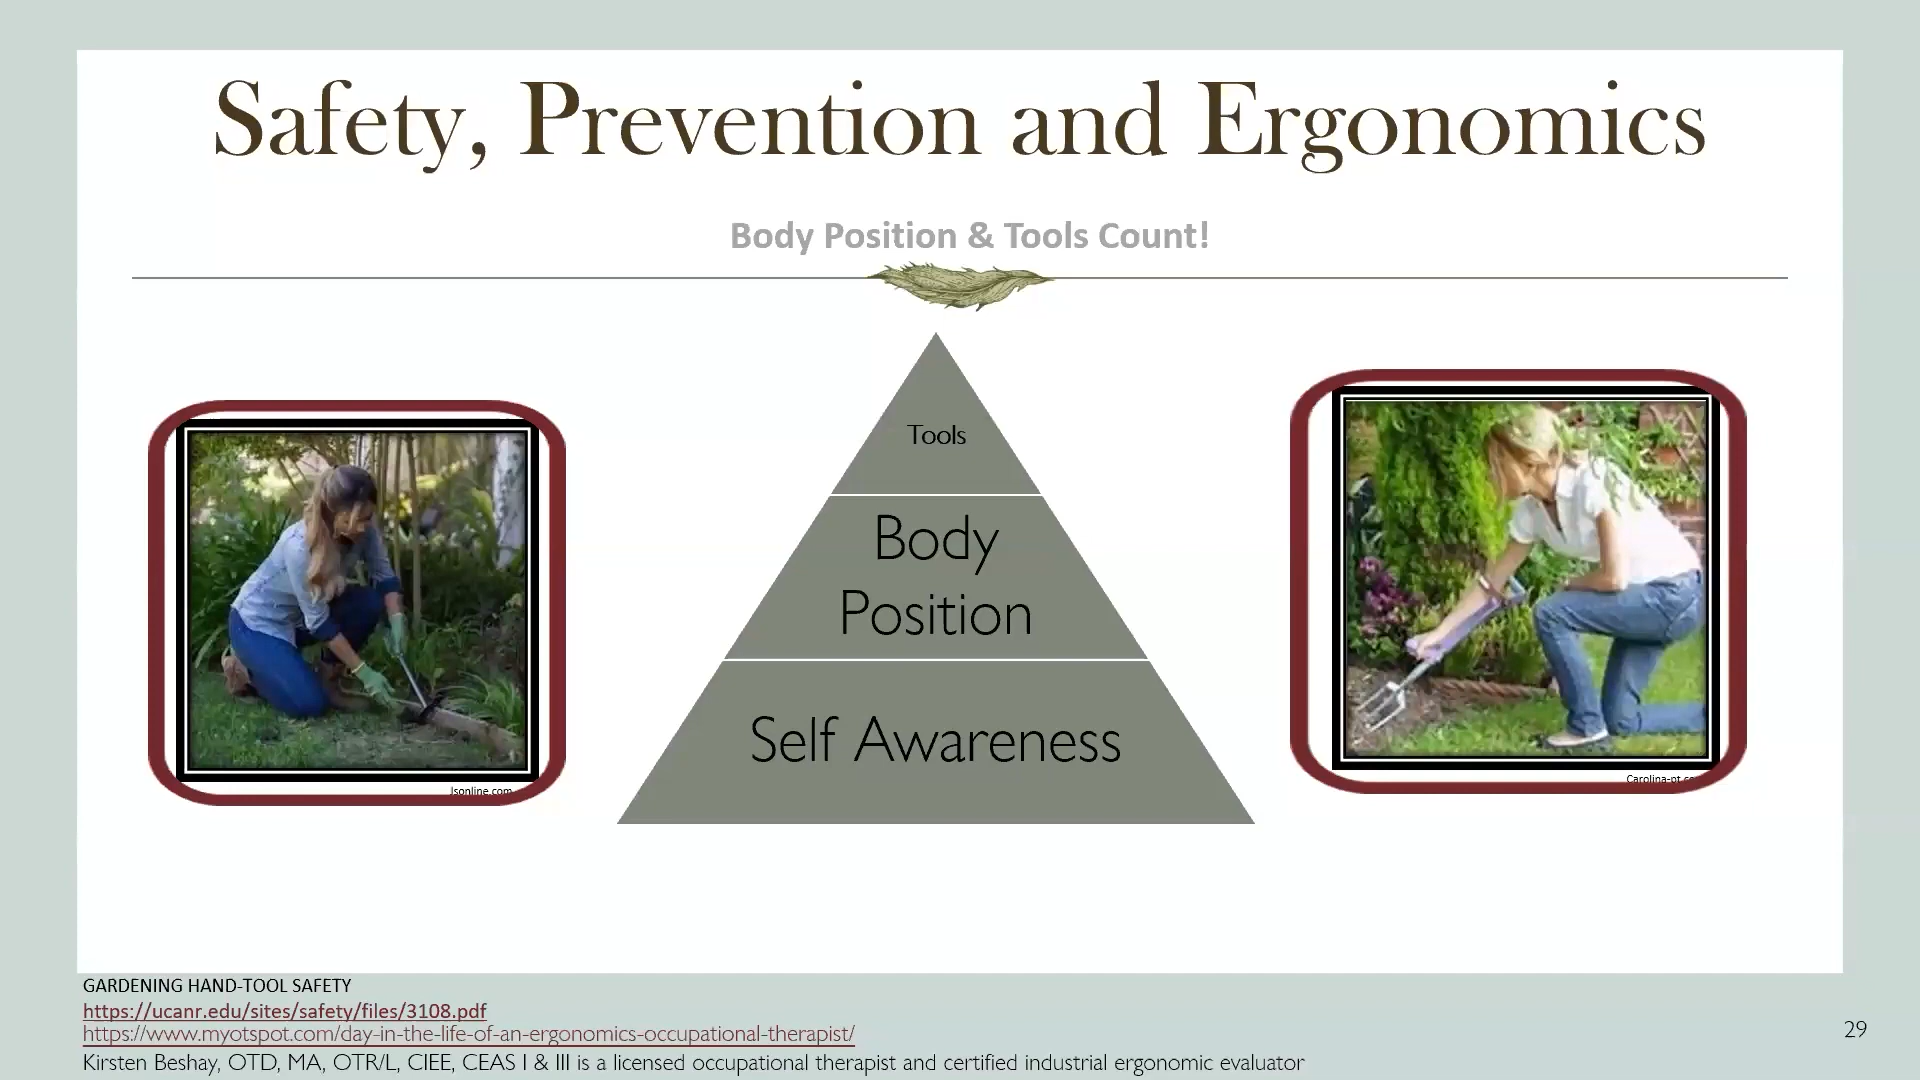 Safety, Prevention and Ergonomics
Body Position & Tools Count!
Tools
Body
Position
Self Awareness
Jsonline.com
Carolina-pt.co
GARDENING HAND-TOOL SAFETY
https://ucanr.edu/sites/safety/files/3108.pdf
https://www.myotspot.com/day-in-the-life-of-an-ergonomics-occupational-therapist/
Kirsten Beshay, OTD, MA, OTR/L, CIEE, CEAS I & III is a licensed occupational therapist and certified industrial ergonomic evaluator
29